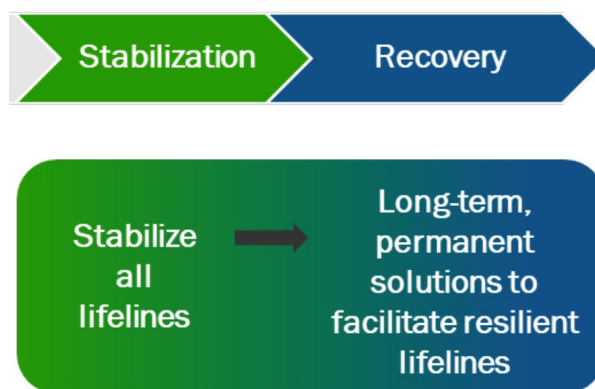 Stabilization
Recovery
Stabilize
all
lifelines
Long-term,
permanent
solutions to
facilitate resilient
lifelines